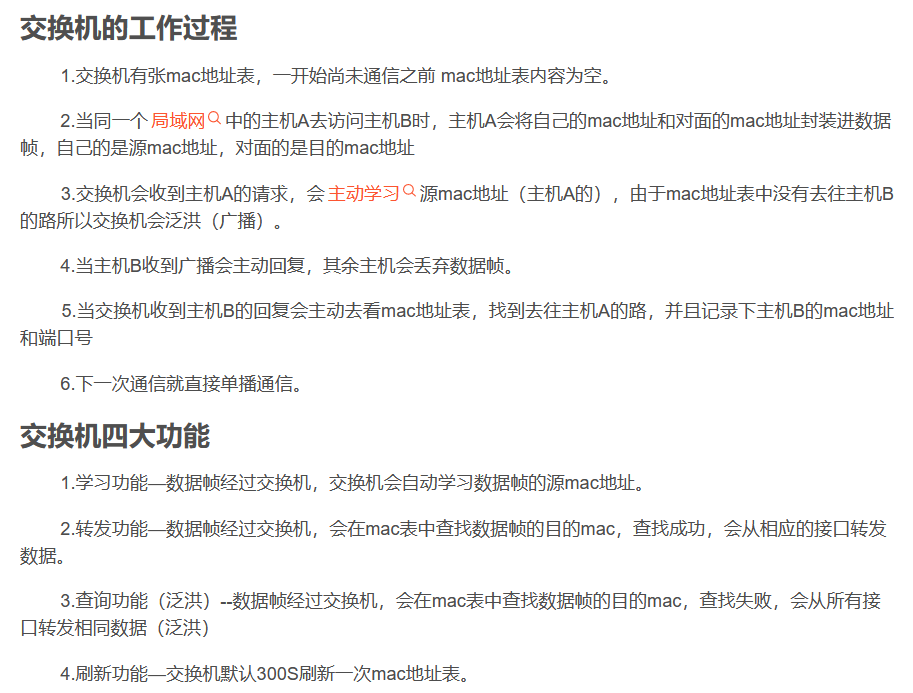 交换机的工作过程
1.交换机有张mac地址表，一开始尚未通信之前 mac地址表内容为空。
2.当同一个局域网中的主机A去访问主机B时，主机A会将自己的mac地址和对面的mac地址封装进数据
帧，自己的是源mac地址，对面的是目的mac地址
3.交换机会收到主机A的请求，会主动学习源mac地址（主机A的），由于mac地址表中没有去往主机B
的路所以交换机会泛洪（广播）。
4.当主机B收到广播会主动回复，其余主机会丢弃数据帧。
5.当交换机收到主机B的回复会主动去看mac地址表，找到去往主机A的路，并且记录下主机B的mac地址
和端口号
6.下一次通信就直接单播通信。
交换机四大功能
1.学习功能—数据帧经过交换机，交换机会自动学习数据帧的源mac地址。
2.转发功能—数据帧经过交换机，会在mac表中查找数据帧的目的mac，查找成功，会从相应的接口转发
数据。
3.查询功能（泛洪）--数据帧经过交换机，会在mac表中查找数据帧的目的mac，查找失败，会从所有接
口转发相同数据（泛洪）
4.刷新功能—交换机默认300S刷新一次mac地址表。